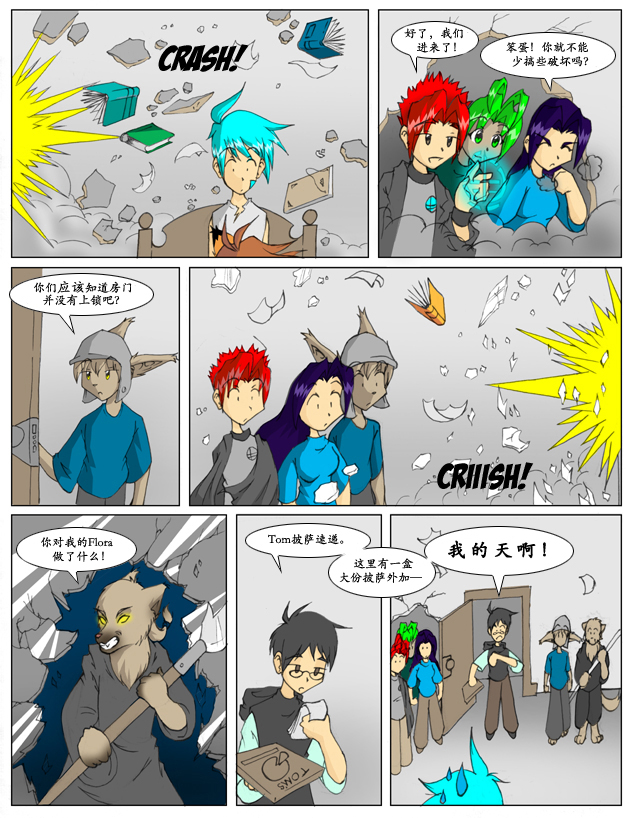 CRASH!
好了，我们
进来了！
笨蛋！你就不能
少搞些破坏吗？
你们应该知道房门
并没有上锁吧？
CRIIISH!
你对我的Flora
做了什么！
Tom披萨速递。
这里有一盒
大份披萨外加—
TOM'S
我的天啊！